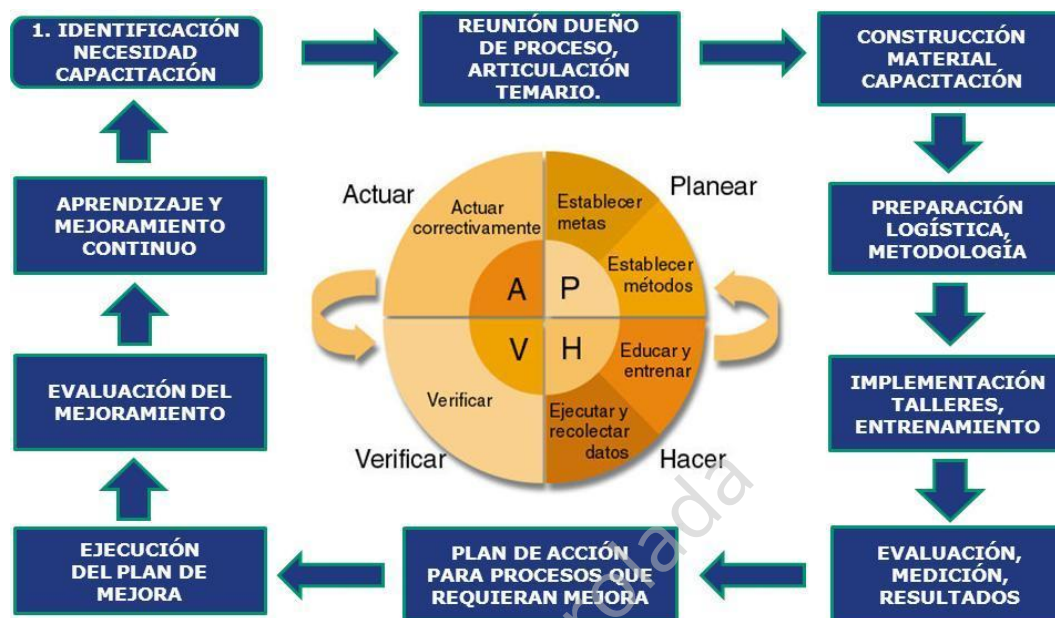 1. IDENTIFICACIÓN
NECESIDAD
CAPACITACIÓN
REUNIÓN DUEÑO
DE PROCESO,
ARTICULACIÓN
TEMARIO.
CONSTRUCCIÓN
MATERIAL
CAPACITACIÓN
PREPARACIÓN
LOGÍSTICA,
METODOLOGÍA
IMPLEMENTACIÓN
TALLERES,
ENTRENAMIENTO
EVALUACIÓN,
MEDICIÓN,
RESULTADOS
PLAN DE ACCIÓN
PARA PROCESOS QUE
REQUIERAN MEJORA
EJECUCIÓN
DEL PLAN DE
MEJORA
EVALUACIÓN DEL
MEJORAMIENTO
APRENDIZAJE Y
MEJORAMIENTO
CONTINUO
Actuar
Actuar
correctivamente
A
Planear
Establecer
metas
Establecer
métodos
P
Hacer
Educar y
entrenar
Ejecutar y
recolectar
datos
H
Verificar
Verificar
V